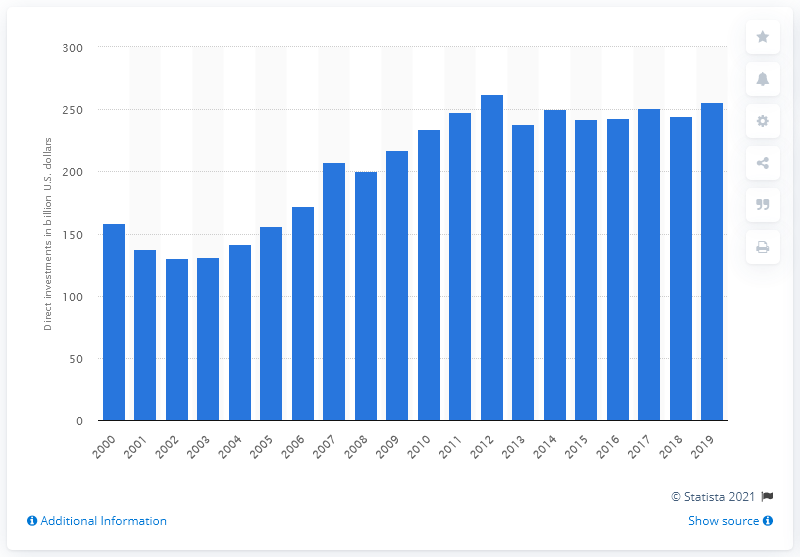 300
250
200
150
100
50
0
Direct investments in billion U.S. dollars
2000 2001 2002 2003 2004 2005 2006 2007 2008 2009 2010 2011 2012 2013 2014 2015 2016 2017 2018 2019
© Statista 2021
Additional Information
Show source